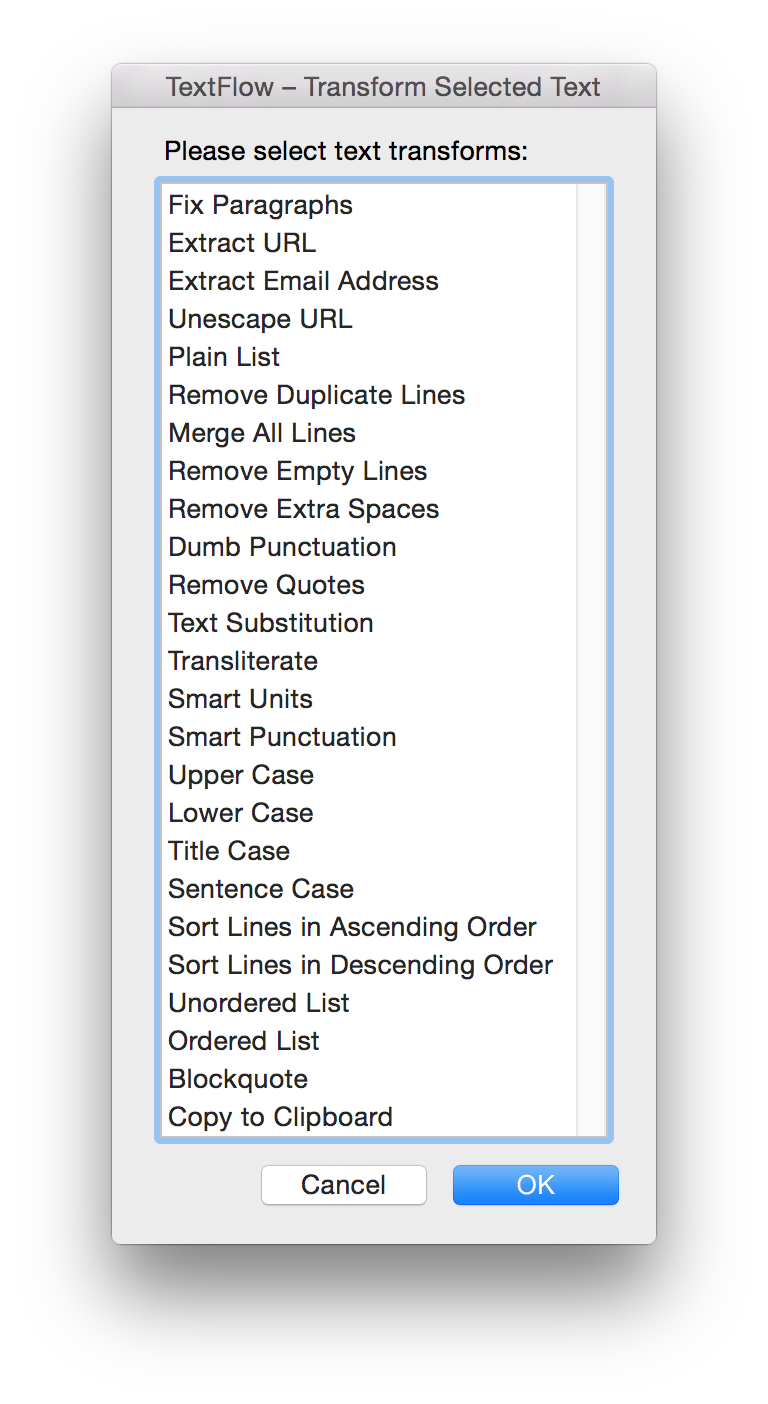 TextFlow – Transform Selected Text
Please select text transforms:
Fix Paragraphs
Extract URL
Extract Email Address
Unescape URL
Plain List
Remove Duplicate Lines
Merge All Lines
Remove Empty Lines
Remove Extra Spaces
Dumb Punctuation
Remove Quotes
Text Substitution
Transliterate
Smart Units
Smart Punctuation
Upper Case
Lower Case
Title Case
Sentence Case
Sort Lines in Ascending Order
Sort Lines in Descending Order
Unordered List
Ordered List
Blockquote
Copy to Clipboard
Cancel OK